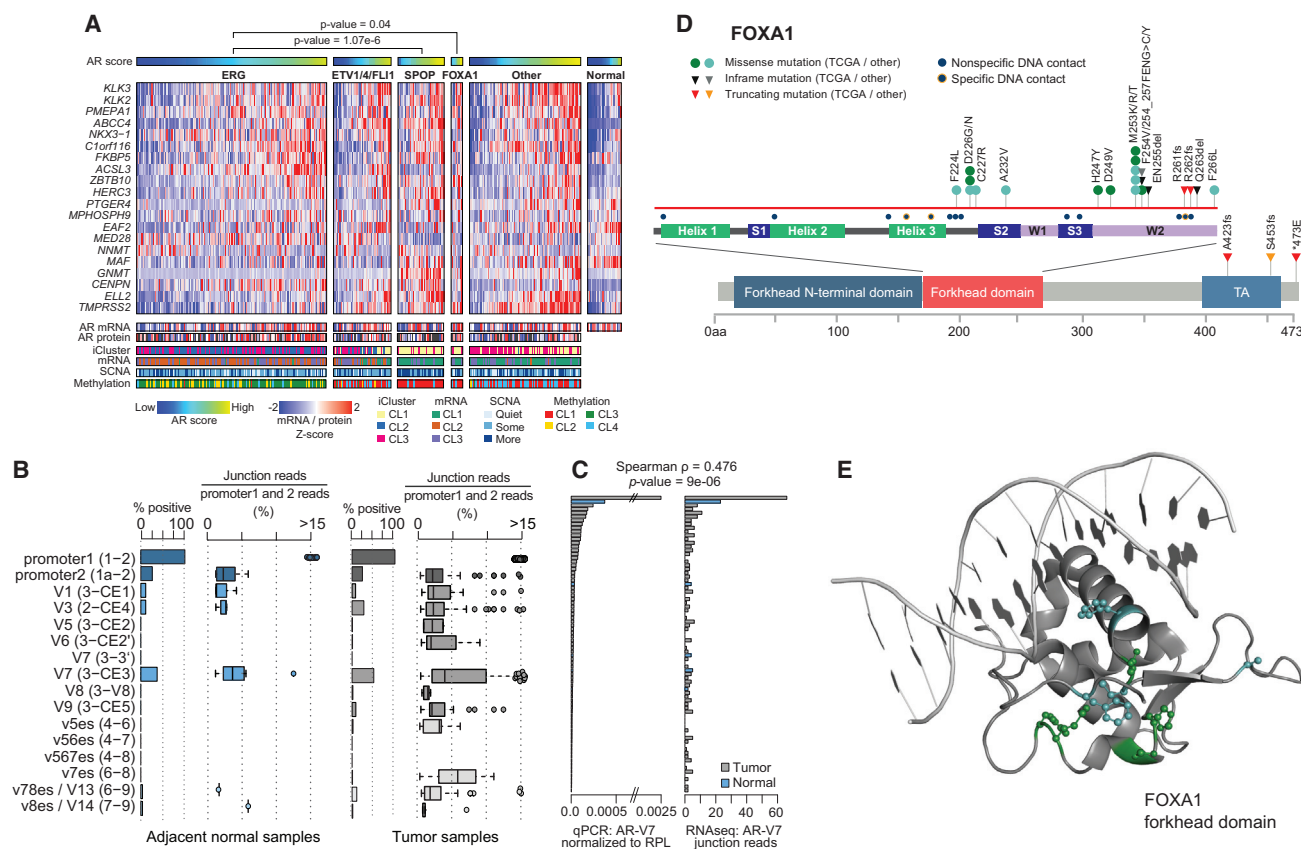 A
p-value = 0.04
p-value = 1.07e-6
AR score
ERG
ETV1/4/FLI1
SPOP
FOXA1
Other
Normal
KLK3
KLK2
PMEPA1
ABCC4
NKX3−1
C1orf116
FKBP5
ACSL3
ZBTB10
HERC3
PTGER4
MPHOSPH9
EAF2
MED28
NNMT
MAF
GNMT
CENPN
ELL2
TMPRSS2
AR mRNA
AR protein
iCluster
mRNA
SCNA
Methylation
Low
High
AR score
-2
2
mRNA / protein
Z-score
iCluster
CL1
CL2
CL3
mRNA
CL1
CL2
CL3
SCNA
Quiet
Some
More
Methylation
CL1
CL2
CL3
CL4
B
Junction reads
promoter1 and 2 reads
(%)
% positive
0 100
0 >15
Junction reads
promoter1 and 2 reads
(%)
% positive
0 100
0 >15
promoter1 (1−2)
promoter2 (1a−2)
V1 (3−CE1)
V3 (2−CE4)
V5 (3−CE2)
V6 (3−CE2')
V7 (3−3')
V7 (3−CE3)
V8 (3−V8)
V9 (3−CE5)
v5es (4−6)
v56es (4−7)
v567es (4−8)
v7es (6−8)
v78es / V13 (6−9)
v8es / V14 (7−9)
Adjacent normal samples
Tumor samples
C
Spearman ρ = 0.476
p-value = 9e-06
Tumor
Normal
0.0
0.0005
0.0025
qPCR: AR-V7
normalized to RPL
0 20 40 60
RNAseq: AR-V7
junction reads
D
FOXA1
Missense mutation (TCGA / other)
Inframe mutation (TCGA / other)
Truncating mutation (TCGA / other)
Nonspecific DNA contact
Specific DNA contact
F224L
D226G/N
C227R
A232V
H247Y
D249V
M253K/R/T
F254V/254_257FENG>C/Y
EN255del
R261fs
R262fs
Q263del
F266L
Helix 1
S1
Helix 2
Helix 3
S2
W1
S3
W2
A423fs
S453fs
*473E
Forkhead N-terminal domain
Forkhead domain
TA
0aa
100
200
300
400
473
E
FOXA1
forkhead domain